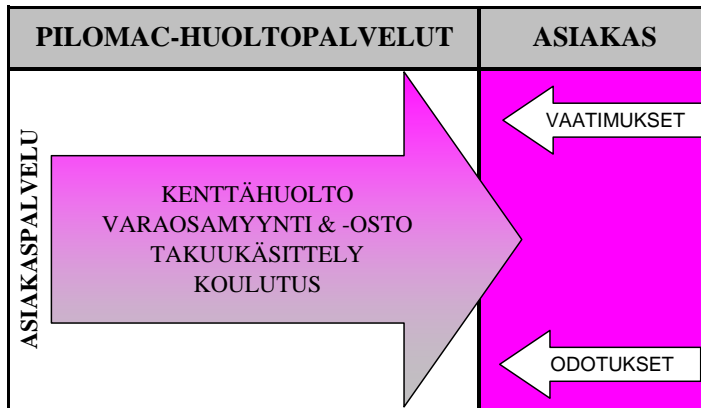 PILOMAC-HUOLTOPALVELUT
ASIAKAS
ASIAKASPALVELU
KENTTÄHUOLTO
VARAOSAMYYNTI & -OSTO
TAKUUKÄSITTELY
KOULUTUS
VAATIMUKSET
ODOTUKSET